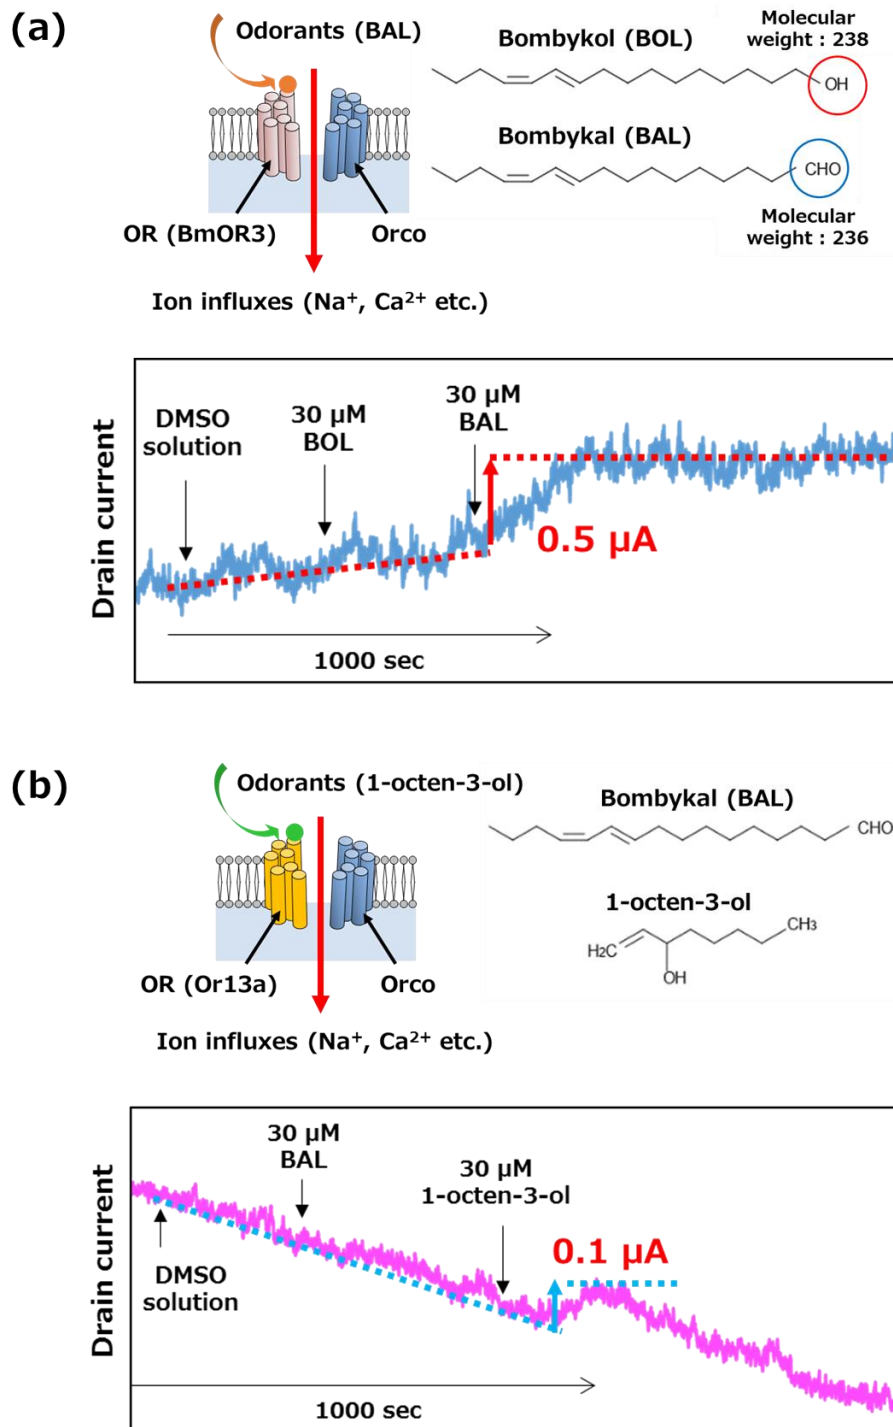 (a)
Odorants (BAL)
OR (BmOR3)
Orco
Ion influxes (Na⁺, Ca²⁺ etc.)
Bombykol (BOL)
Molecular
weight : 238
OH
Bombykal (BAL)
CHO
Molecular
weight : 236
Drain current
DMSO
solution
30 μM
BOL
30 μM
BAL
0.5 μA
1000 sec
(b)
Odorants (1-octen-3-ol)
OR (Or13a)
Orco
Ion influxes (Na⁺, Ca²⁺ etc.)
Bombykal (BAL)
CHO
1-octen-3-ol
H₂C
CH₃
OH
Drain current
DMSO
solution
30 μM
BAL
30 μM
1-octen-3-ol
0.1 μA
1000 sec